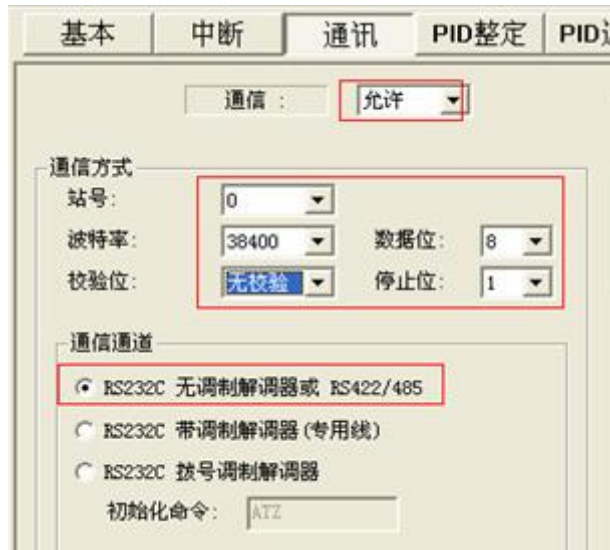 基本 中断 通讯 PID整定 PID
通信 : 允许
通信方式
站号: 0
波特率: 38400 数据位: 8
校验位: 无校验 停止位: 1
通信通道
RS232C 无调制解调器或 RS422/485
RS232C 带调制解调器(专用线)
RS232C 拨号调制解调器
初始化命令: ATZ